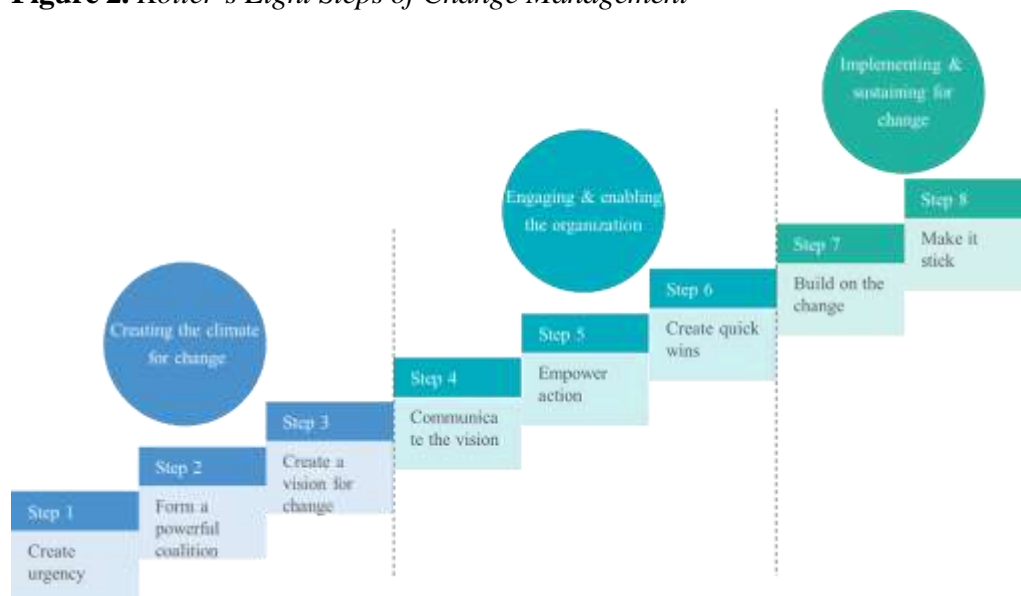 Figure 2. Kotter's Eight Steps of Change Management
Creating the climate
for change
Step 1
Create
urgency
Step 2
Form a
powerful
coalition
Step 3
Create a
vision for
change
Engaging & enabling
the organization
Step 4
Communica
te the vision
Step 5
Empower
action
Step 6
Create quick
wins
Implementing &
sustaining for
change
Step 7
Build on the
change
Step 8
Make it
stick